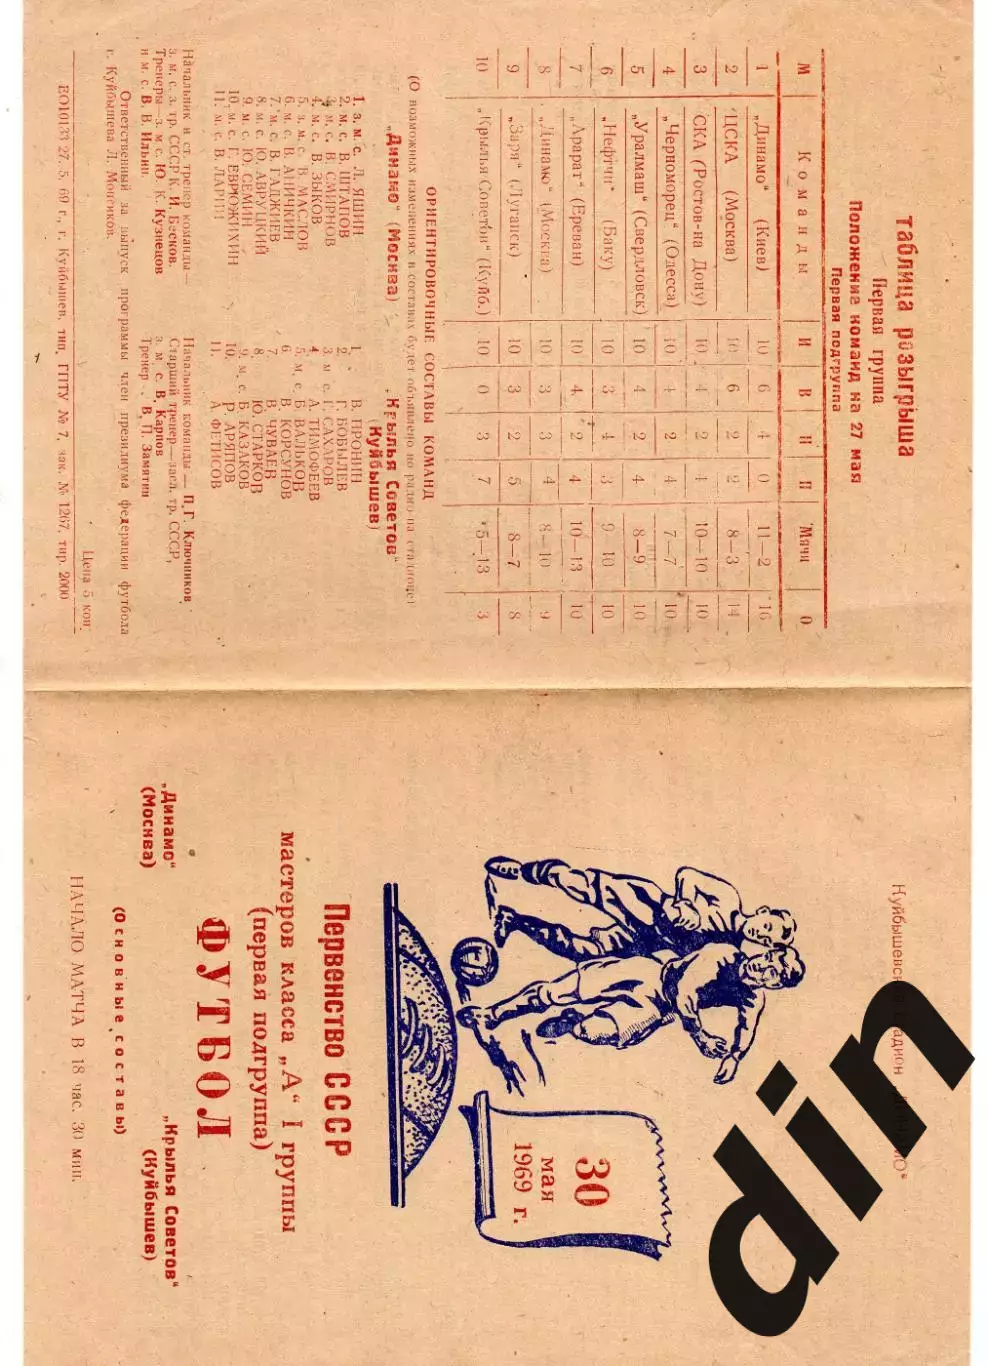 таблица розыгрыша
Первая группа
Положение команд на 27 мая
Первая подгруппа
М Команды И В Н П Мячи О
1 „Динамо“ (Киев) 10 6 4 0 11—2 16
2 ЦСКА (Москва) 10 6 2 2 8—3 14
3 СКА (Ростов-на Дону) 10 4 2 4 10—10 10
4 „Черноморец“ (Одесса) 10 4 2 4 7—7 10
5 „Уралмаш“ (Свердловск) 10 4 2 4 8—9 10
6 „Нефтчи“ (Баку) 10 3 4 3 9—10 10
7 „Арарат“ (Ереван) 10 4 2 4 10—13 10
8 „Динамо“ (Москва) 10 3 3 4 8—10 9
9 „Заря“ (Луганск) 10 3 2 5 8—7 8
10 „Крылья Советов“ (Куйб.) 10 0 3 7 5—13 3
ОРИЕНТИРОВОЧНЫЕ СОСТАВЫ КОМАНД
(О возможных изменениях в составах будет объявлено по радио на стадионе)
„Динамо“ (Москва)
1. з. м. с. Л. ЯШИН
2. м. с. В. ШТАПОВ
3. м. с. В. СМИРНОВ
4. м. с. В. ЗЫКОВ
5. з. м. с. В. МАСЛОВ
6. м. с. В. АНИЧКИН
7. м. с. В. ГАДЖИЕВ
8. м. с. Ю. АВРУЦКИЙ
9. м. с. Ю. СЕМИН
10. м. с. Г. ЕВРЮЖИХИН
11. м. с. В. ЛАРИН
Начальник и ст. тренер команды—
з. м. с. з. тр. СССР К. И. Бесков.
Тренеры— з. м. с. Ю. К. Кузнецов
и м. с. В. В. Ильин.
„Крылья Советов“
Куйбышев)
1. В. ПРОНИН
2. Г. БОБЫЛЕВ
3. м. с. Г. САХАРОВ
4. А. ТИМОФЕЕВ
5. м. с. Б. ВАЛЬКОВ
6. В. КОРСУНОВ
7. В. ЧУВАЕВ
8. Ю. СТАРКОВ
9. м. с. Б. КАЗАКОВ
10. Р. АРЯПОВ
11. А. ФЕТИСОВ
Начальник команды — П. Г. Ключников
Старший тренер—засл. тр. СССР,
з. м. с. В. Карпов
Тренер . В. П. Замятин
Ответственный за выпуск программы член президиума федерации футбола
г. Куйбышева Л. Моисиков.
Цена 5 коп.
ЕО10133 27. 5. 69 г., г. Куйбышев, тип. ГПТУ № 7, зак. № 1267, тир. 2000
30
мая
1969 г.
Первенство СССР
мастеров класса „А“ I группы
(первая подгруппа)
ФУТБОЛ
„Динамо“
(Москва)
„Крылья Советов“
(Куйбышев)
(Основные составы)
НАЧАЛО МАТЧА В 18 час. 30 мин.
din